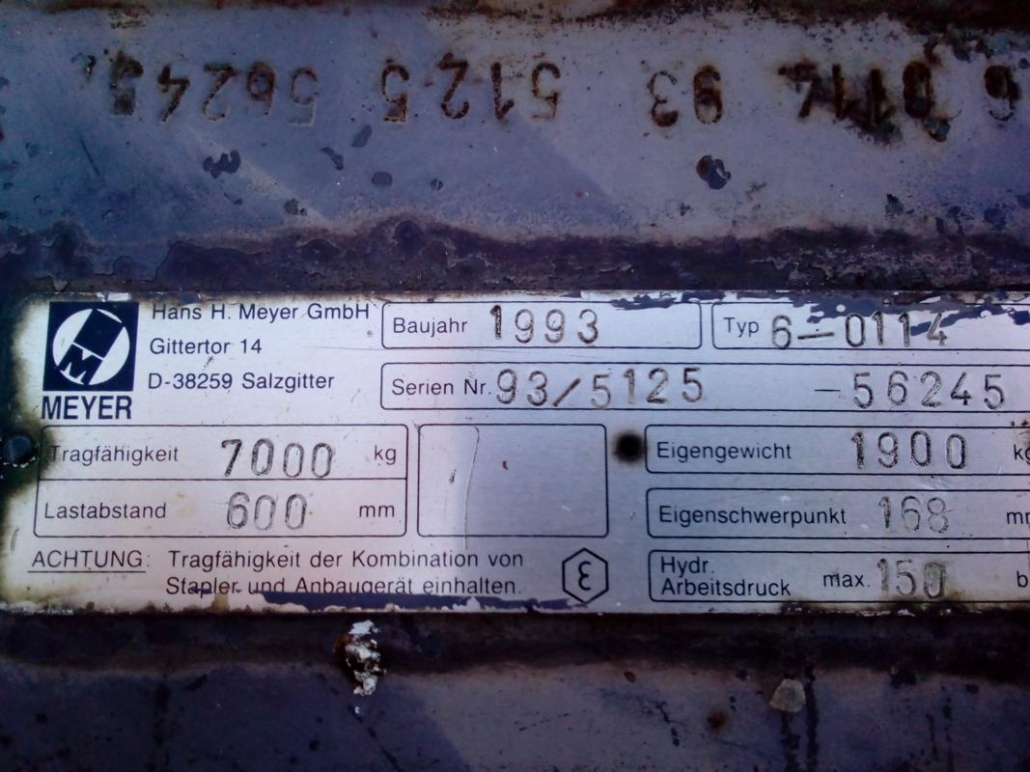 6 0114 93 5125 56245
Hans H. Meyer GmbH
Gittertor 14
D-38259 Salzgitter
MEYER
Baujahr 1993
Typ 6-0114
Serien Nr. 93/5125 -56245
Tragfähigkeit 7000 kg
Lastabstand 600 mm
Eigengewicht 1900
Eigenschwerpunkt 168
Hydr.
Arbeitsdruck max. 150
ACHTUNG: Tragfähigkeit der Kombination von
Stapler und Anbaugerät einhalten.